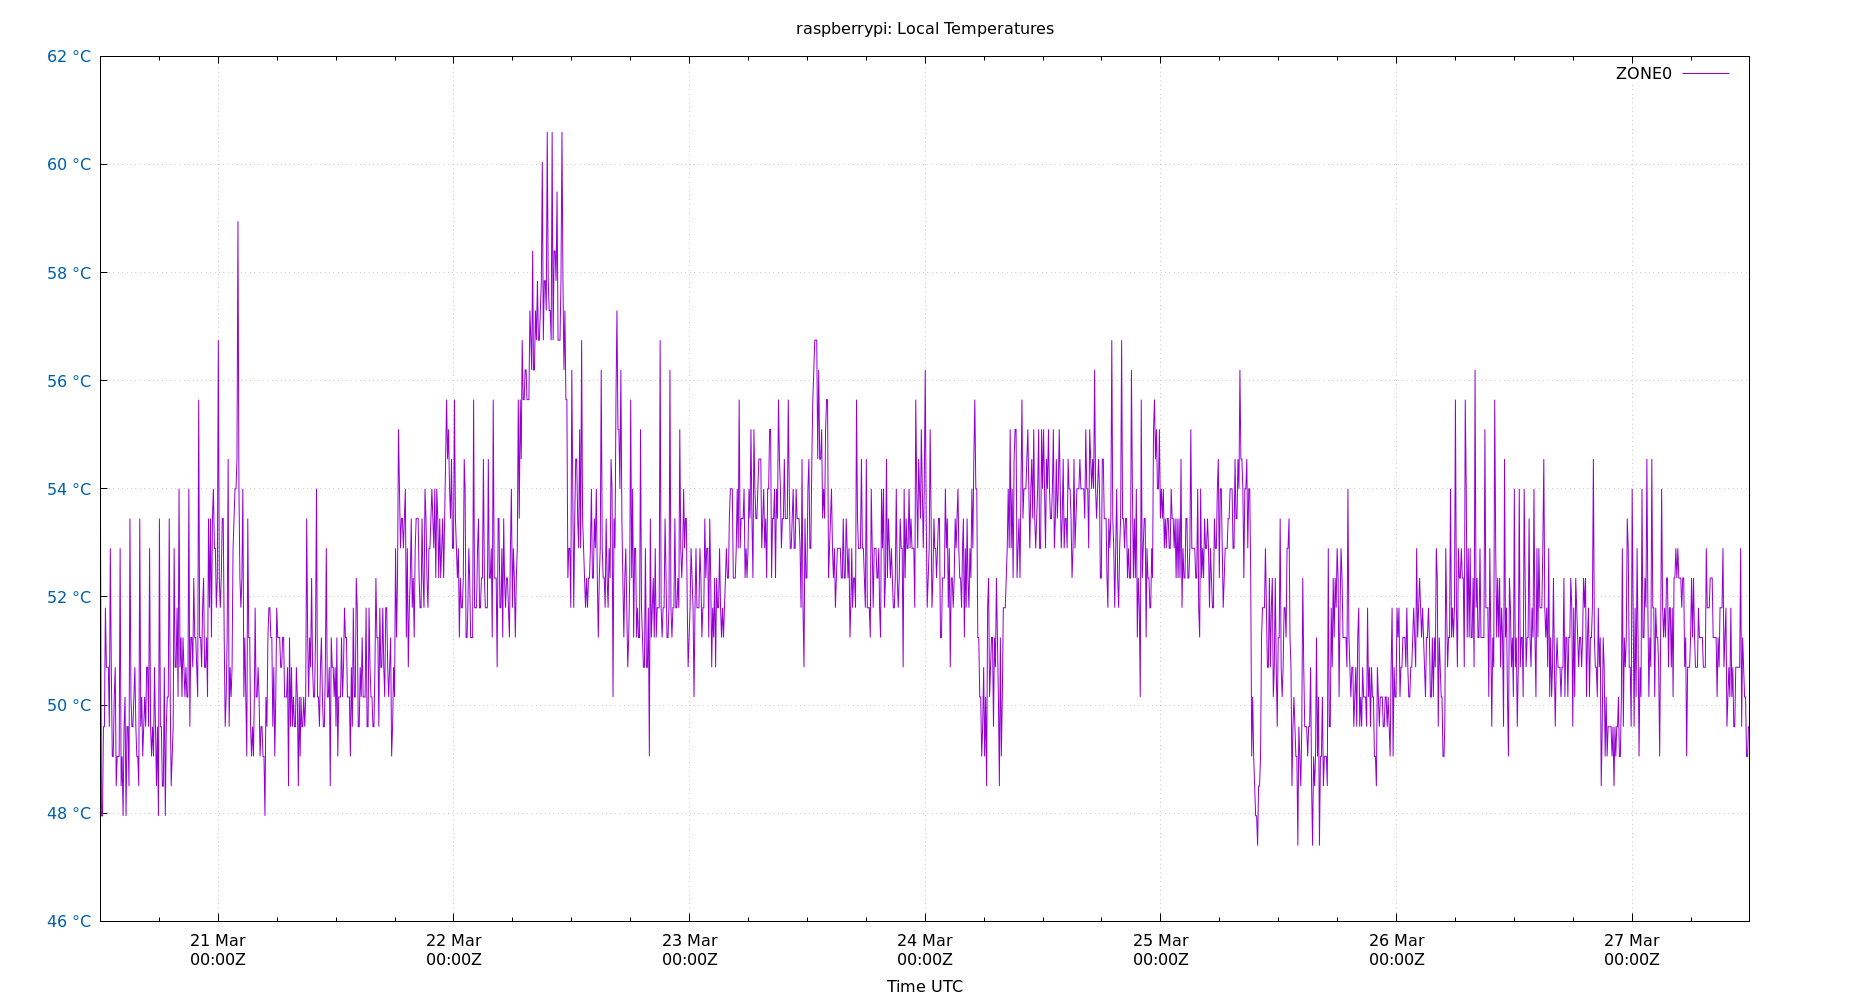 raspberrypi: Local Temperatures
62 °C
ZONE0
60 °C
58 °C
56 °C
54 °C
52 °C
50 °C
48 °C
46 °C
21 Mar 22 Mar 23 Mar 24 Mar 25 Mar 26 Mar 27 Mar
00:00Z 00:00Z 00:00Z 00:00Z 00:00Z 00:00Z 00:00Z
Time UTC